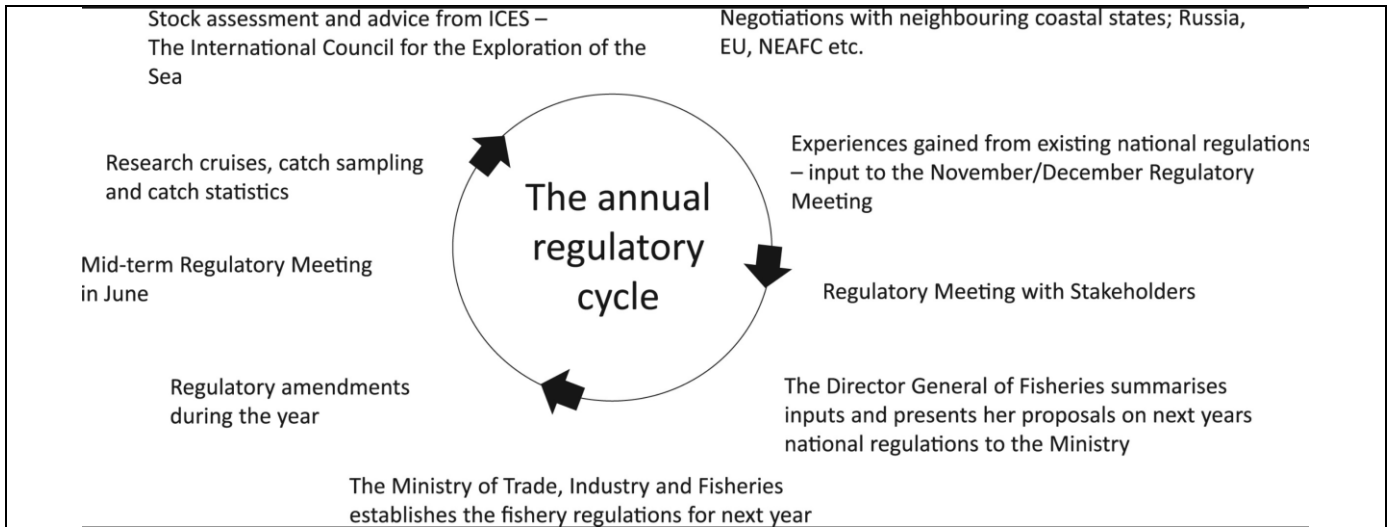 Stock assessment and advice from ICES –
The International Council for the Exploration of the
Sea
Negotiations with neighbouring coastal states; Russia,
EU, NEAFC etc.
Experiences gained from existing national regulations
– input to the November/December Regulatory
Meeting
Regulatory Meeting with Stakeholders
The Director General of Fisheries summarises
inputs and presents her proposals on next years
national regulations to the Ministry
The Ministry of Trade, Industry and Fisheries
establishes the fishery regulations for next year
Regulatory amendments
during the year
Mid-term Regulatory Meeting
in June
Research cruises, catch sampling
and catch statistics
The annual
regulatory
cycle